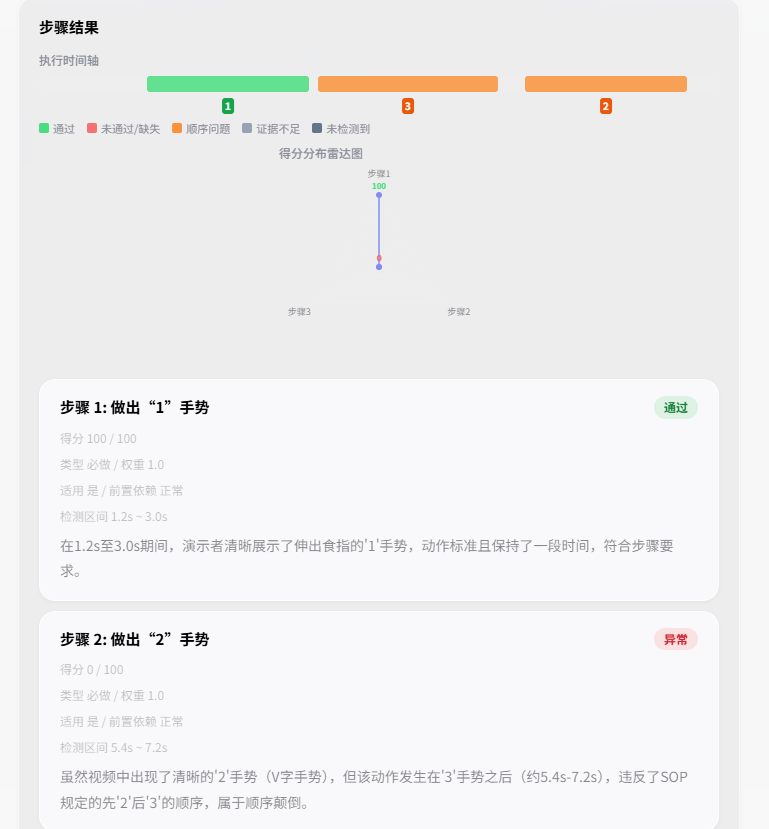 步骤结果
执行时间轴
1 3 2
通过 未通过/缺失 顺序问题 证据不足 未检测到
得分分布雷达图
步骤1
100
0
步骤3 步骤2
步骤 1: 做出“1”手势 通过
得分 100 / 100
类型 必做 / 权重 1.0
适用 是 / 前置依赖 正常
检测区间 1.2s ~ 3.0s
在1.2s至3.0s期间，演示者清晰展示了伸出食指的'1'手势，动作标准且保持了一段时间，符合步骤要
求。
步骤 2: 做出“2”手势 异常
得分 0 / 100
类型 必做 / 权重 1.0
适用 是 / 前置依赖 正常
检测区间 5.4s ~ 7.2s
虽然视频中出现了清晰的'2'手势（V字手势），但该动作发生在'3'手势之后（约5.4s-7.2s），违反了SOP
规定的先'2'后'3'的顺序，属于顺序颠倒。